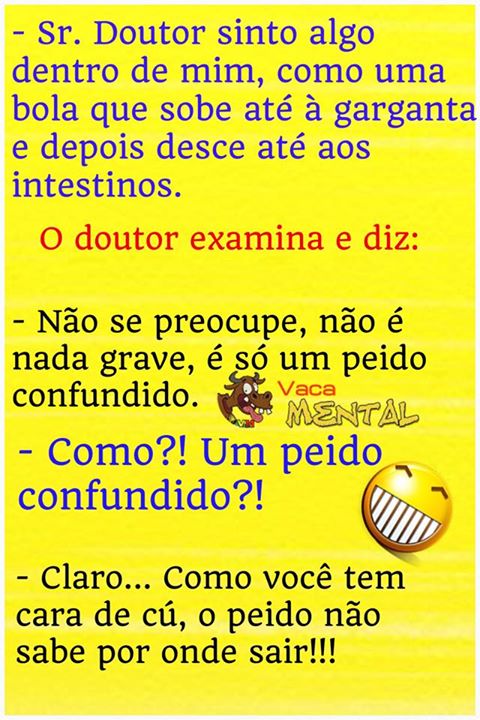 - Sr. Doutor sinto algo
dentro de mim, como uma
bola que sobe até à garganta
e depois desce até aos
intestinos.
O doutor examina e diz:
- Não se preocupe, não é
nada grave, é só um peido
confundido.
Vaca
MENTAL
- Como?! Um peido
confundido?!
- Claro... Como você tem
cara de cú, o peido não
sabe por onde sair!!!